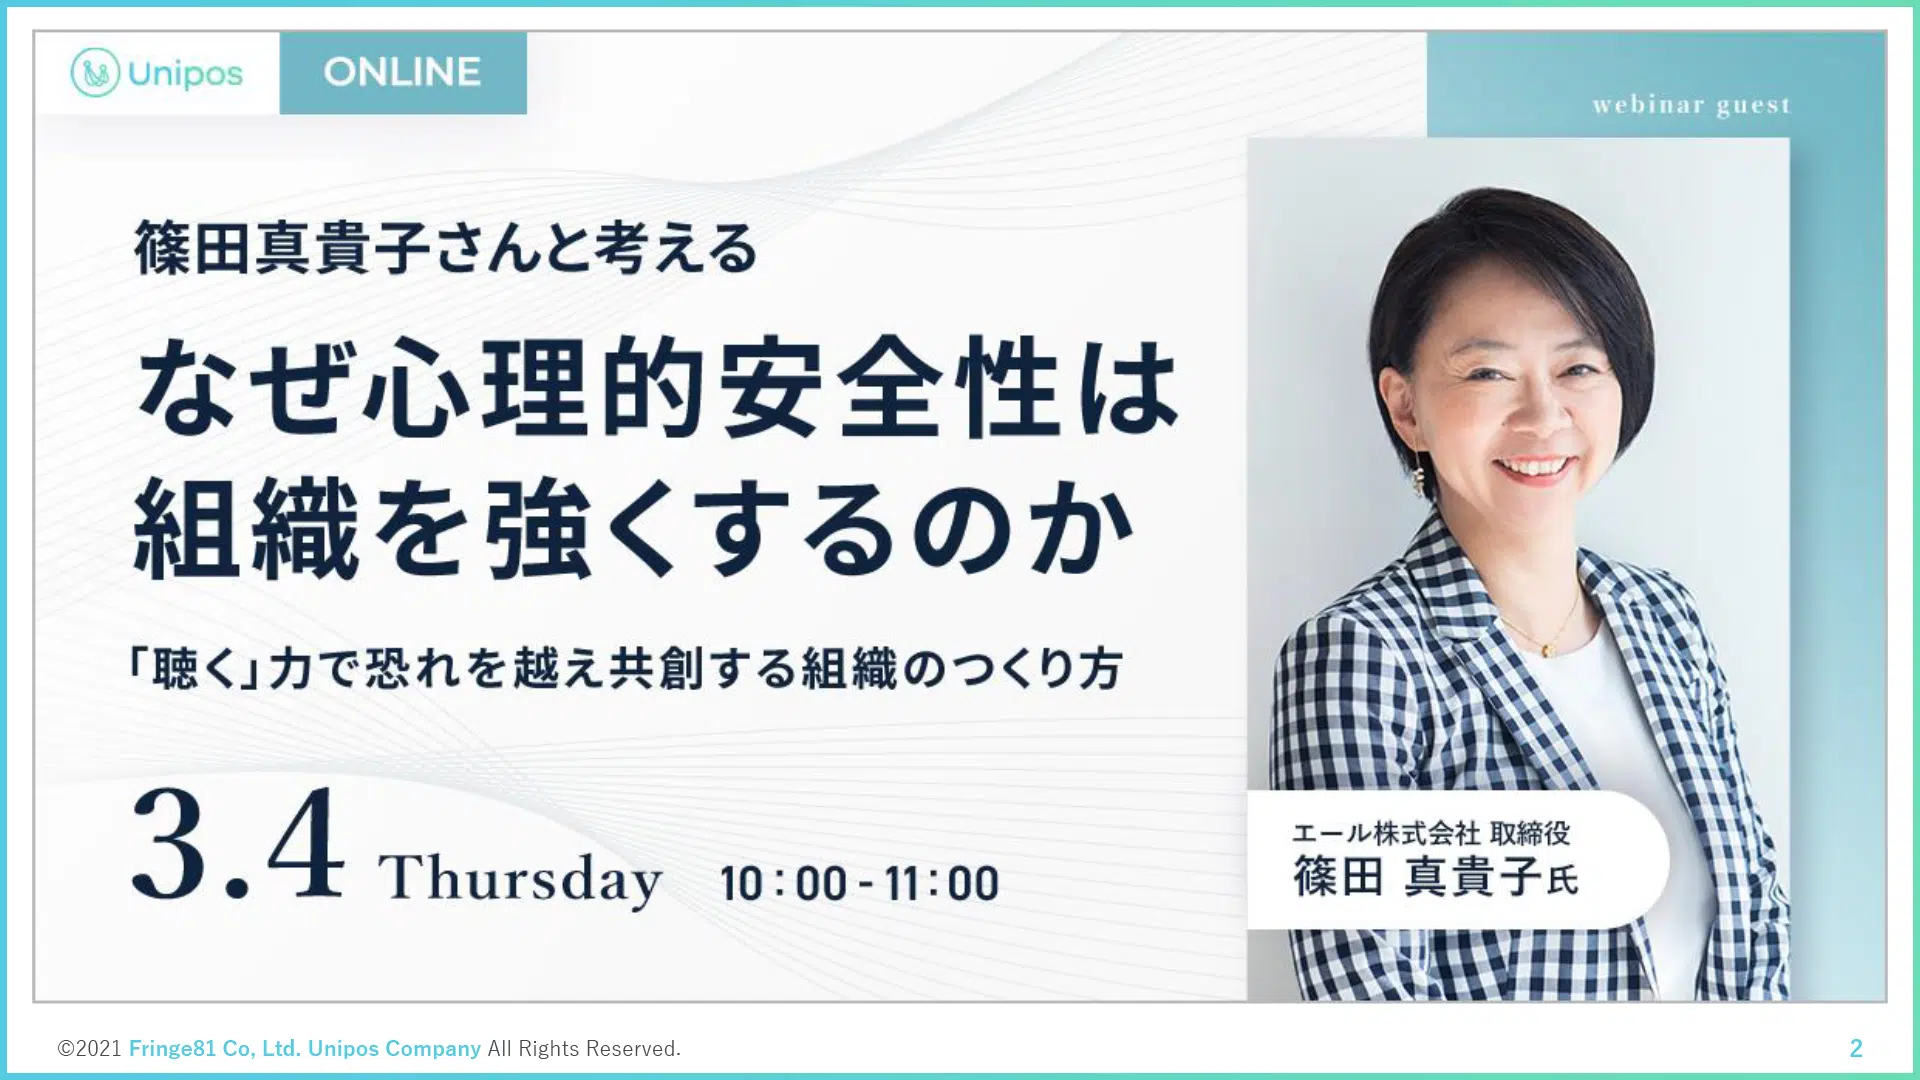 Unipos
ONLINE
webinar guest
篠田真貴子さんと考える
なぜ心理的安全性は
組織を強くするのか
「聴く」力で恐れを越え共創する組織のつくり方
3.4 Thursday 10:00 - 11:00
エール株式会社 取締役
篠田 真貴子氏
©2021 Fringe81 Co, Ltd. Unipos Company All Rights Reserved.
2